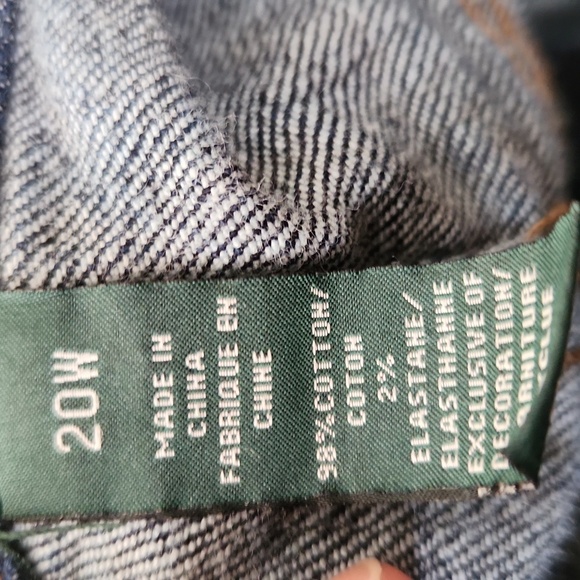 20W
MADE IN
CHINA
FABRIQUE EN
CHINE
98%COTTON/
COTON
2%
ELASTANE/
ELASTHANNE
EXCLUSIVE OF
DECORATION/